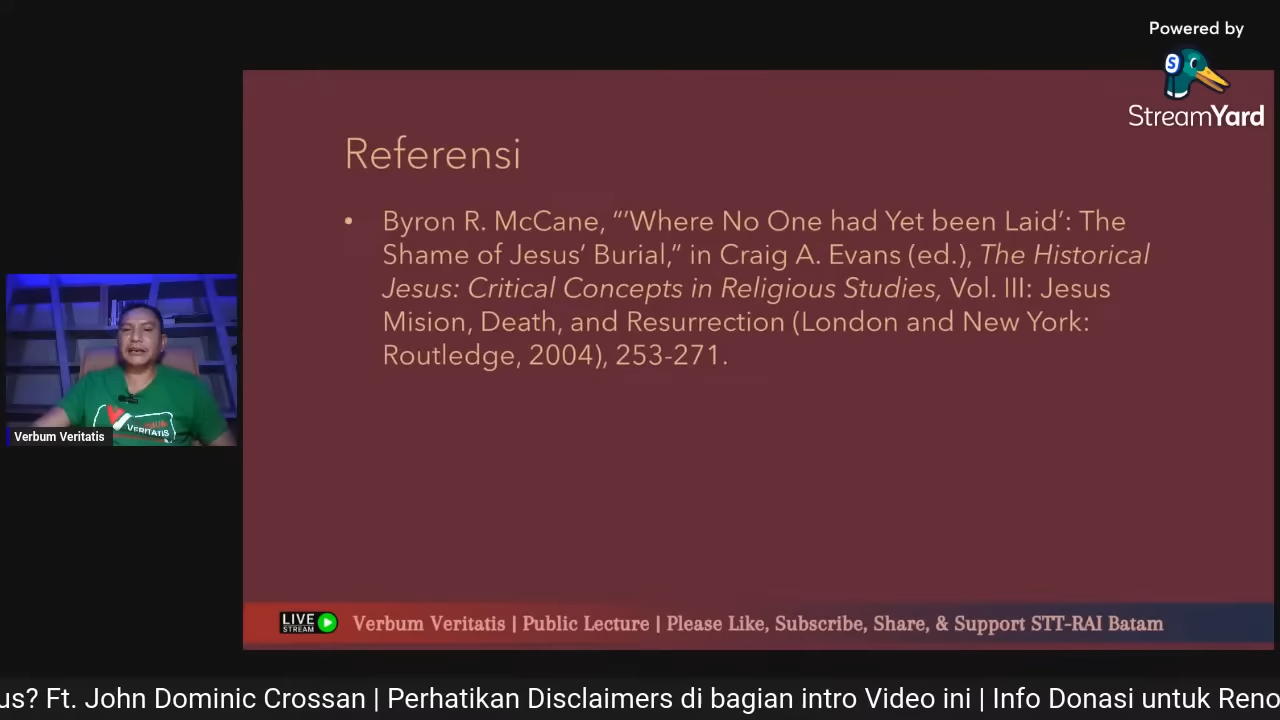 Powered by
StreamYard
Referensi
• Byron R. McCane, “‘Where No One had Yet been Laid’: The
Shame of Jesus’ Burial,“ in Craig A. Evans (ed.), The Historical
Jesus: Critical Concepts in Religious Studies, Vol. III: Jesus
Mision, Death, and Resurrection (London and New York:
Routledge, 2004), 253-271.
VERITATIS
Verbum Veritatis
LIVE
STREAM
Verbum Veritatis | Public Lecture | Please Like, Subscribe, Share, & Support STT-RAI Batam
us? Ft. John Dominic Crossan | Perhatikan Disclaimers di bagian intro Video ini | Info Donasi untuk Reno